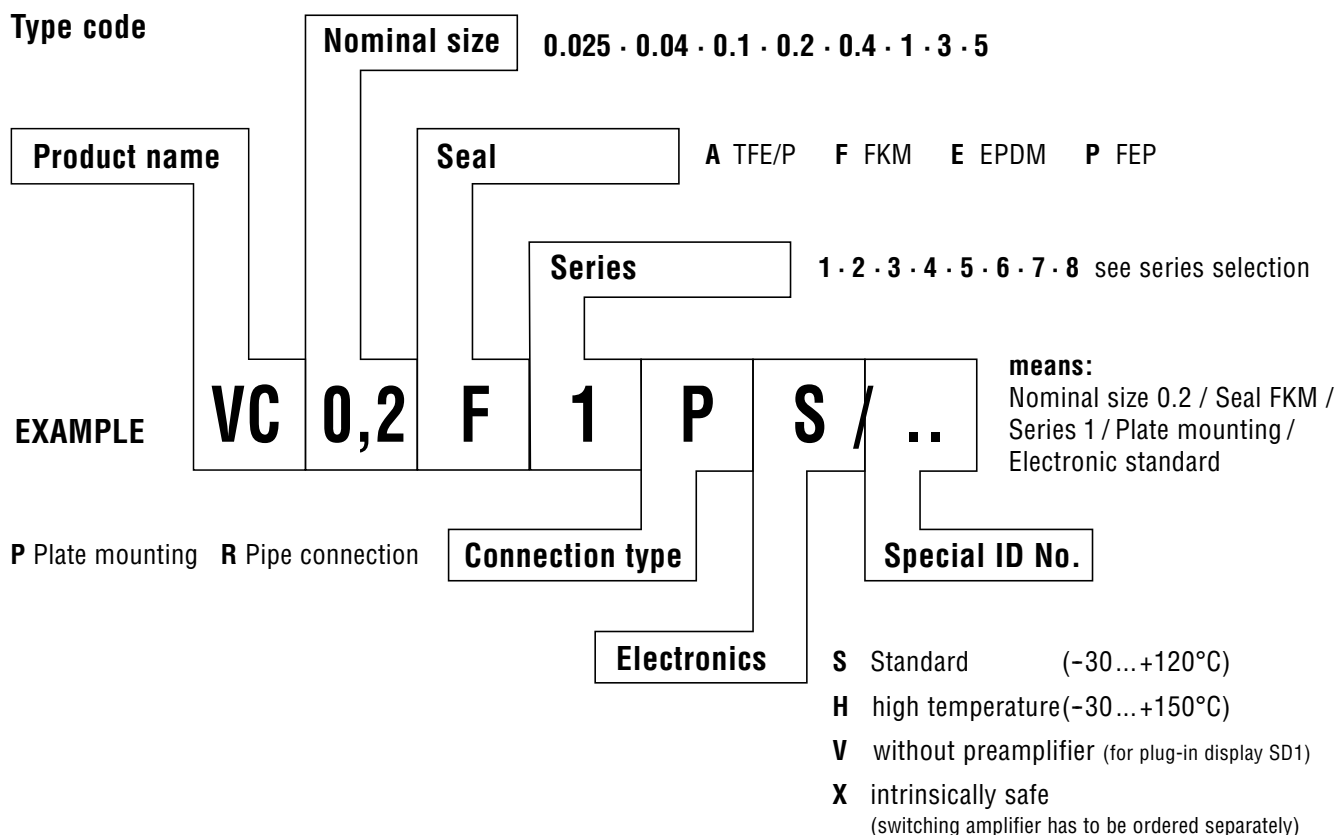 Type code
Nominal size 0.025 · 0.04 · 0.1 · 0.2 · 0.4 · 1 · 3 · 5
Product name Seal A TFE/P F FKM E EPDM P FEP
Series 1 · 2 · 3 · 4 · 5 · 6 · 7 · 8 see series selection
EXAMPLE VC 0,2 F 1 P S / ..
means:
Nominal size 0.2 / Seal FKM /
Series 1 / Plate mounting /
Electronic standard
P Plate mounting R Pipe connection Connection type Special ID No.
Electronics
S Standard (–30...+120°C)
H high temperature (–30...+150°C)
V without preamplifier (for plug-in display SD1)
X intrinsically safe
(switching amplifier has to be ordered separately)